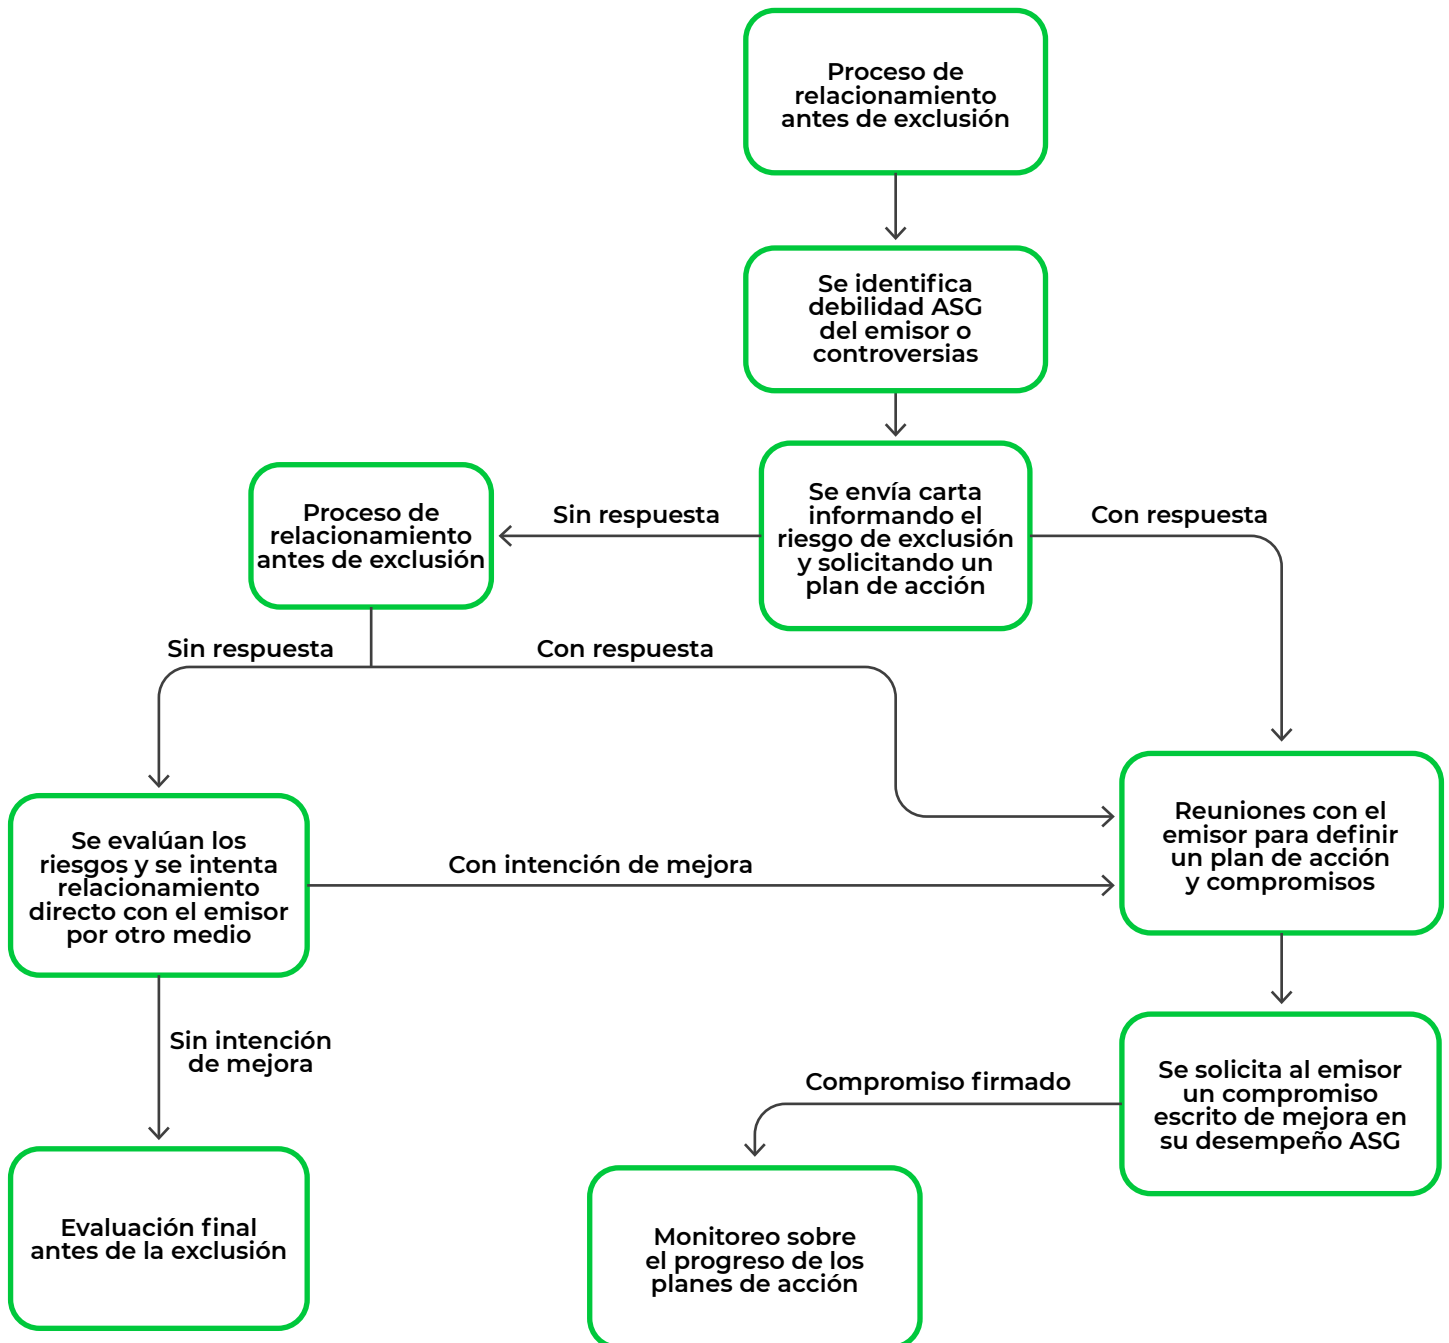 Proceso de
relacionamiento
antes de exclusión
Se identifica
debilidad ASG
del emisor o
controversias
Se envía carta
informando el
riesgo de exclusión
y solicitando un
plan de acción
Sin respuesta
Con respuesta
Proceso de
relacionamiento
antes de exclusión
Sin respuesta
Con respuesta
Se evalúan los
riesgos y se intenta
relacionamiento
directo con el emisor
por otro medio
Con intención de mejora
Reuniones con el
emisor para definir
un plan de acción
y compromisos
Sin intención
de mejora
Se solicita al emisor
un compromiso
escrito de mejora en
su desempeño ASG
Compromiso firmado
Evaluación final
antes de la exclusión
Monitoreo sobre
el progreso de los
planes de acción